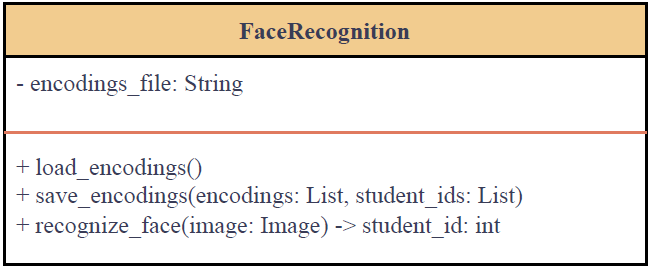 FaceRecognition
- encodings_file: String
+ load_encodings()
+ save_encodings(encodings: List, student_ids: List)
+ recognize_face(image: Image) -> student_id: int